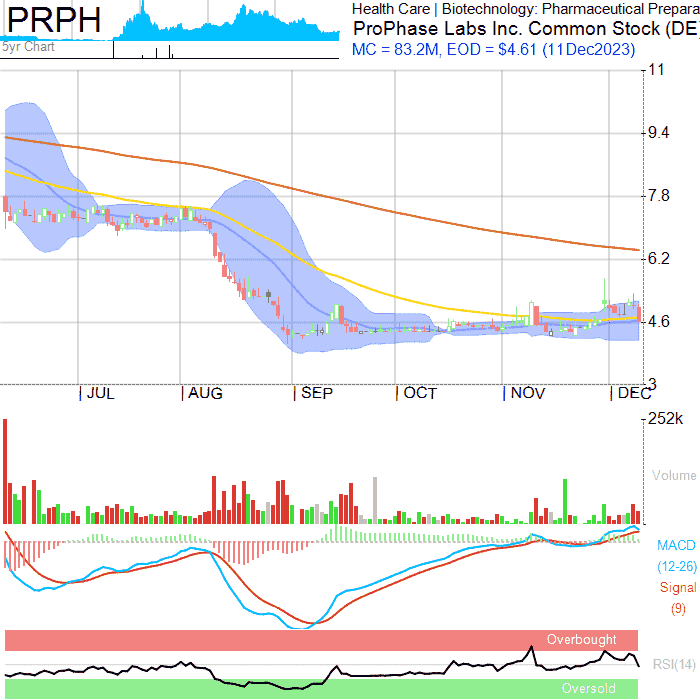 PRPH
5yr Chart
Health Care | Biotechnology: Pharmaceutical Prepara
ProPhase Labs Inc. Common Stock (DE
MC = 83.2M, EOD = $4.61 (11Dec2023)
11
9.4
7.8
6.2
4.6
3
JUL
AUG
SEP
OCT
NOV
DEC
252k
Volume
MACD
(12-26)
Signal
(9)
Overbought
RSI(14)
Oversold